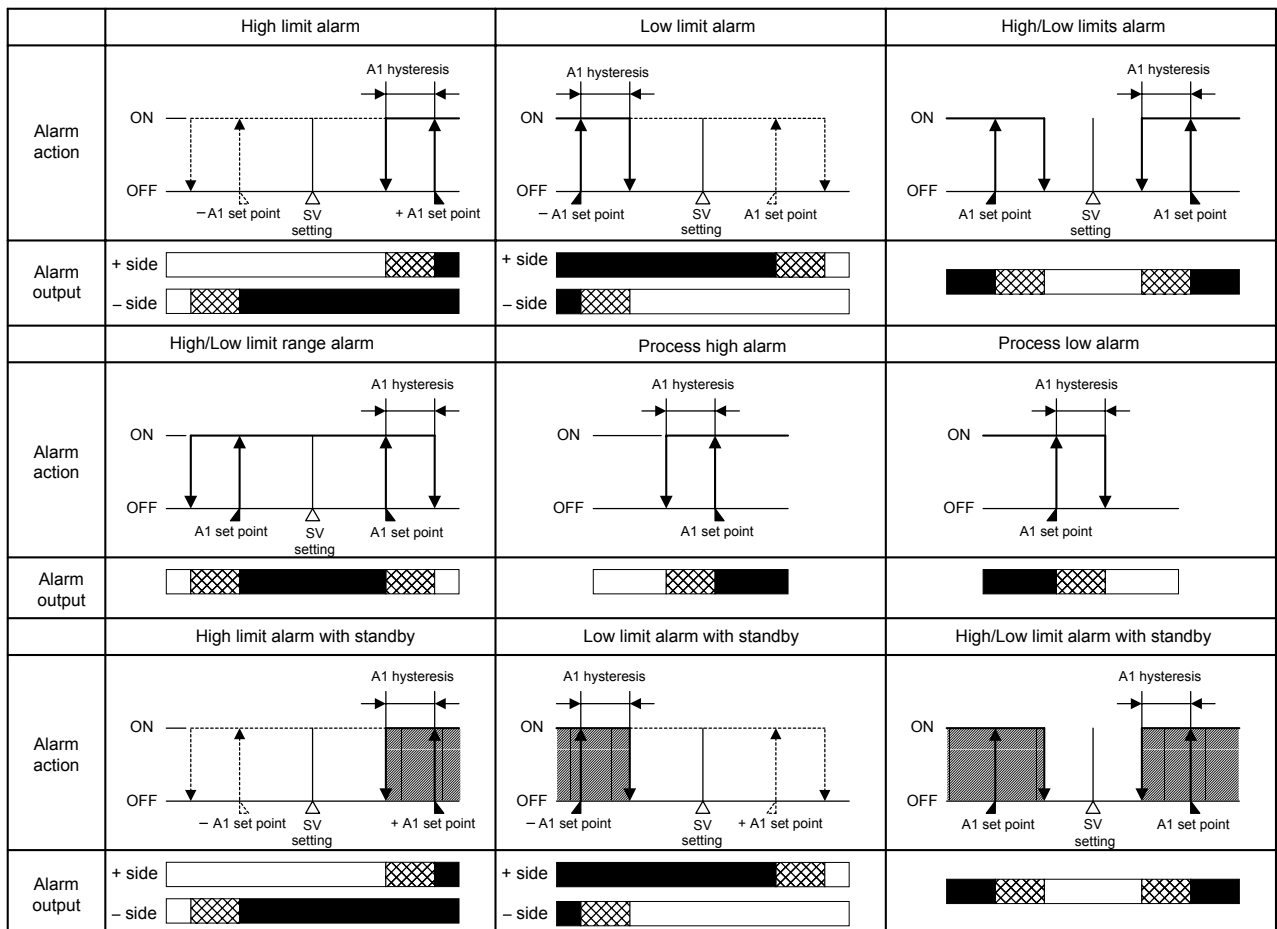 High limit alarm
Low limit alarm
High/Low limits alarm
Alarm
action
A1 hysteresis
ON
OFF
– A1 set point
SV
setting
+ A1 set point
A1 hysteresis
ON
OFF
– A1 set point
SV
setting
A1 set point
A1 hysteresis
ON
OFF
A1 set point
SV
setting
A1 set point
Alarm
output
+ side
– side
+ side
– side
High/Low limit range alarm
Process high alarm
Process low alarm
Alarm
action
A1 hysteresis
ON
OFF
A1 set point
SV
setting
A1 set point
A1 hysteresis
ON
OFF
A1 set point
A1 hysteresis
ON
OFF
A1 set point
Alarm
output
High limit alarm with standby
Low limit alarm with standby
High/Low limit alarm with standby
Alarm
action
A1 hysteresis
ON
OFF
– A1 set point
SV
setting
+ A1 set point
A1 hysteresis
ON
OFF
– A1 set point
SV
setting
+ A1 set point
A1 hysteresis
ON
OFF
A1 set point
SV
setting
A1 set point
Alarm
output
+ side
– side
+ side
– side